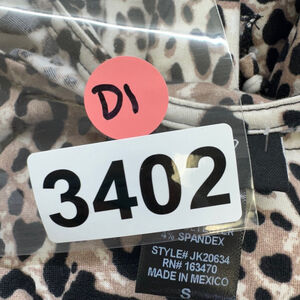 D1
3402
4% SPANDEX
STYLE# JK20634
RN# 163470
MADE IN MEXICO
S